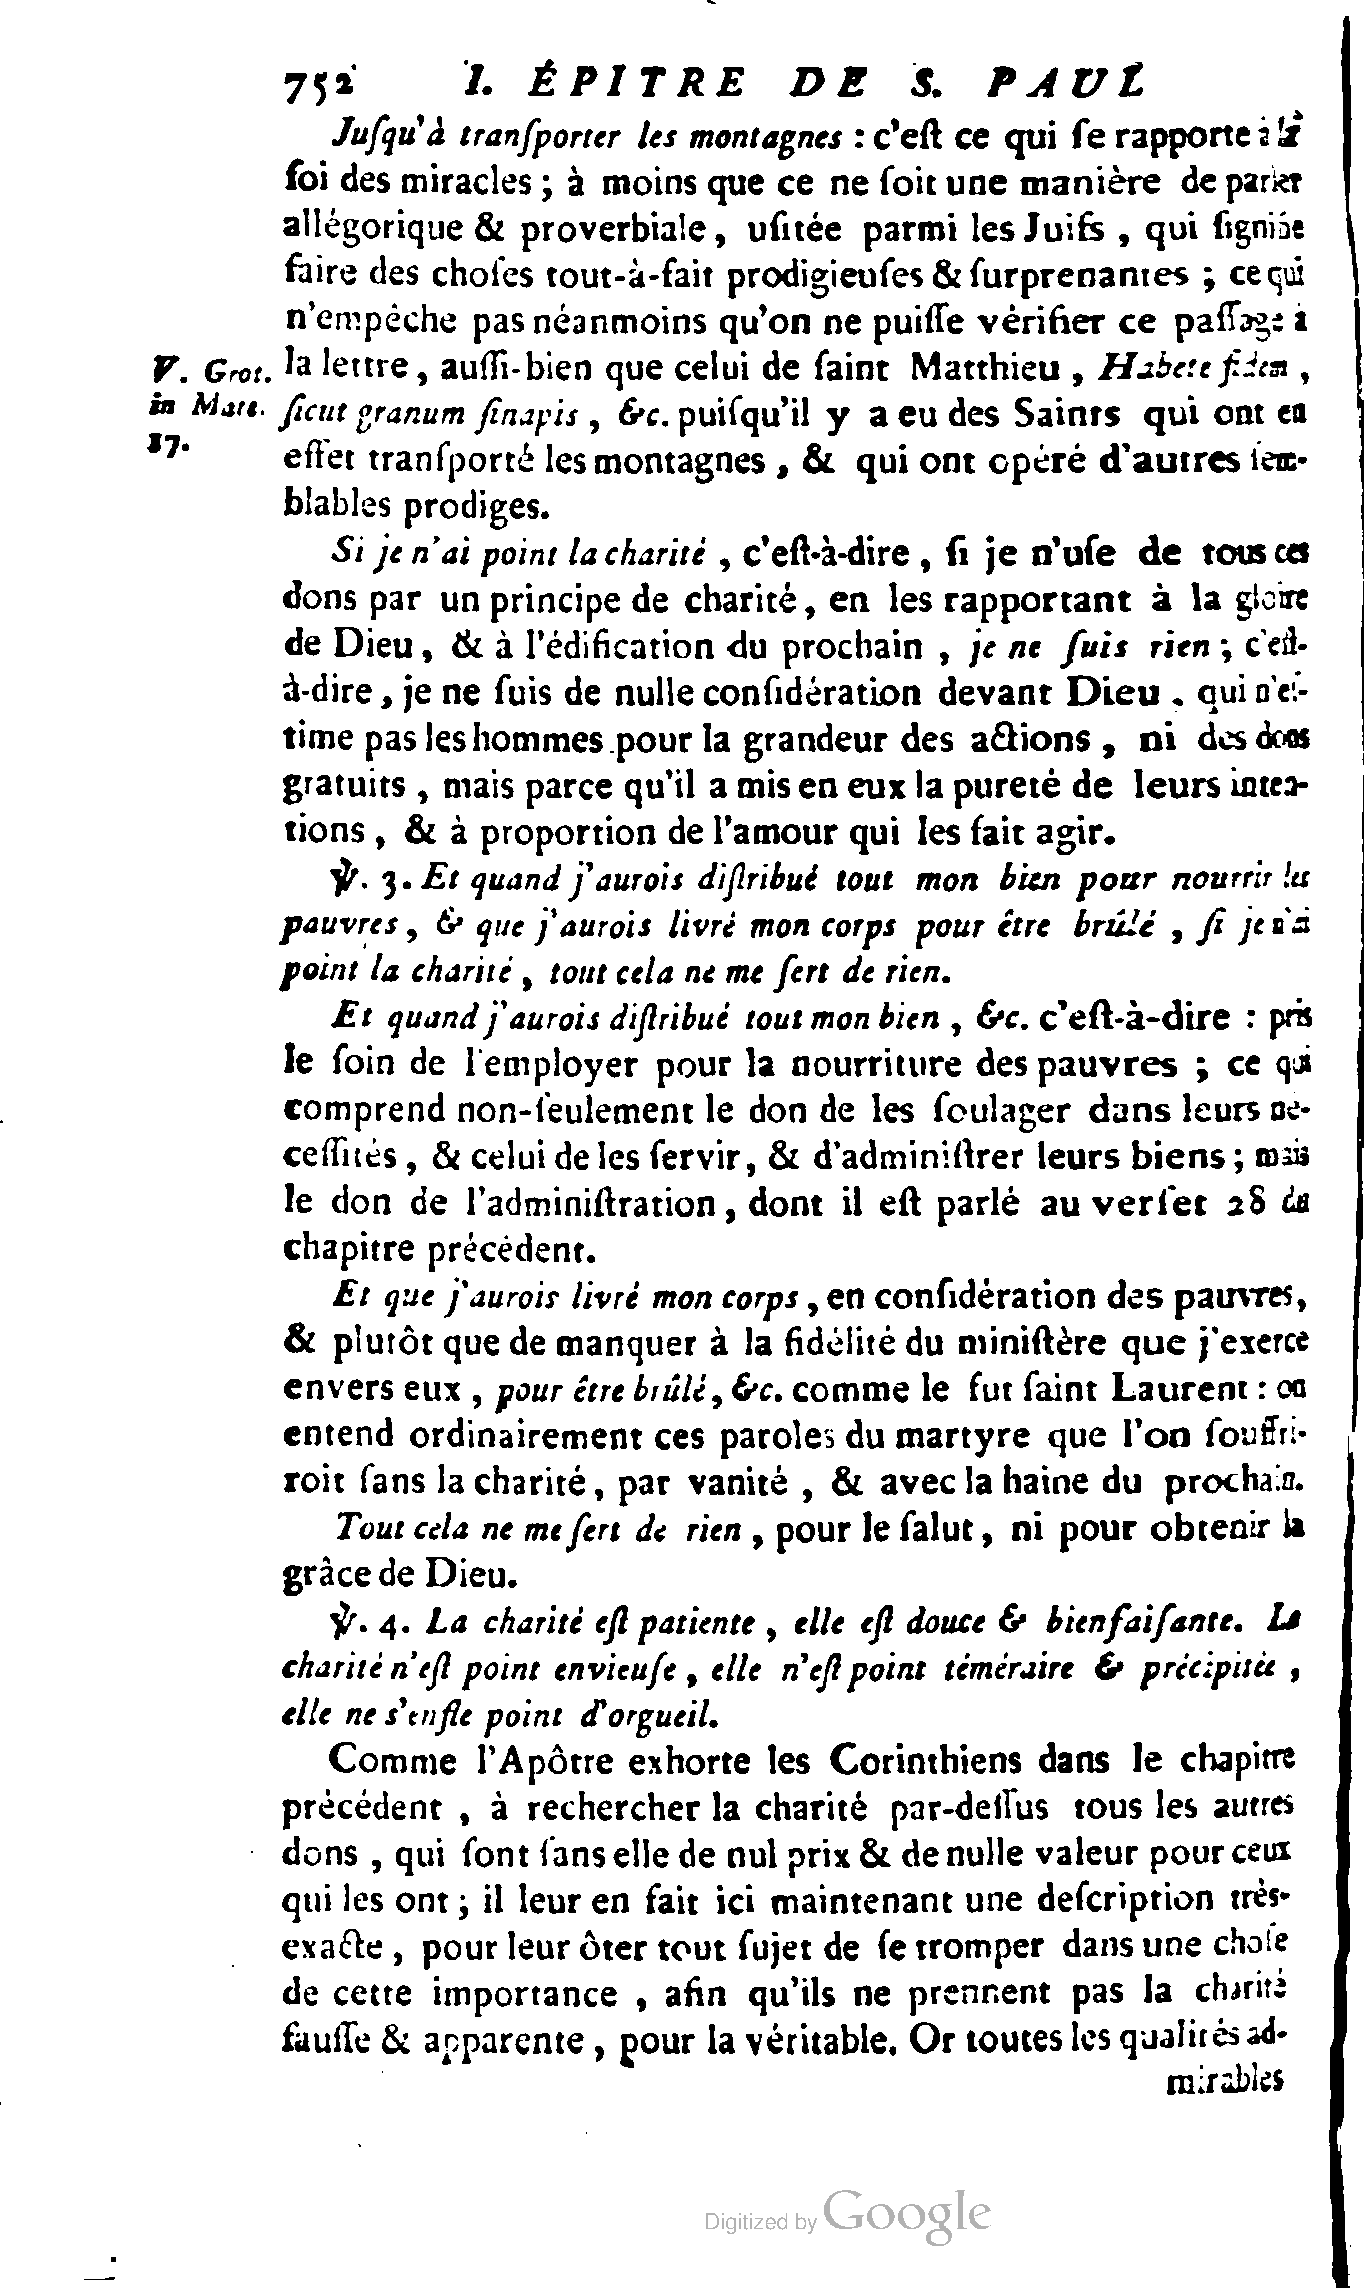 752 I. ÉPITRE DE S. PAUL
Juſqu'à tranſporter les montagnes : c'eſt ce qui ſe rapporte à la
foi des miracles ; à moins que ce ne ſoit une manière de parler
allégorique & proverbiale, uſitée parmi les Juifs , qui ſignifie
faire des choſes tout-à-fait prodigieuſes & ſurprenantes ; ce qui
n'empêche pas néanmoins qu'on ne puiſſe vérifier ce paſſage à
la lettre, auſſi-bien que celui de ſaint Matthieu , Habete fidem ,
V. Grot.
in Matt.
17.
ſicut granum ſinapis , &c. puiſqu'il y a eu des Saints qui ont en
effet tranſporté les montagnes , & qui ont opéré d'autres ſem-
blables prodiges.
Si je n'ai point la charité , c'eſt-à-dire , ſi je n'uſe de tous ces
dons par un principe de charité, en les rapportant à la gloire
de Dieu, & à l'édification du prochain , je ne ſuis rien ; c'eſt-
à-dire, je ne ſuis de nulle conſidération devant Dieu , qui n'eſ-
time pas les hommes pour la grandeur des actions , ni des dons
gratuits , mais parce qu'il a mis en eux la pureté de leurs inten-
tions , & à proportion de l'amour qui les fait agir.
℣. 3. Et quand j'aurois diſtribué tout mon bien pour nourrir les
pauvres, & que j'aurois livré mon corps pour être brûlé , ſi je n'ai
point la charité, tout cela ne me ſert de rien.
Et quand j'aurois diſtribué tout mon bien , &c. c'eſt-à-dire : pris
le ſoin de l'employer pour la nourriture des pauvres ; ce qui
comprend non-ſeulement le don de les ſoulager dans leurs né-
ceſſités, & celui de les ſervir, & d'adminiſtrer leurs biens ; mais
le don de l'adminiſtration, dont il eſt parlé au verſet 28 du
chapitre précédent.
Et que j'aurois livré mon corps , en conſidération des pauvres,
& plutôt que de manquer à la fidélité du miniſtère que j'exerce
envers eux , pour être brûlé, &c. comme le fut ſaint Laurent : on
entend ordinairement ces paroles du martyre que l'on ſouffri-
roit ſans la charité, par vanité , & avec la haine du prochain.
Tout cela ne me ſert de rien , pour le ſalut, ni pour obtenir la
grâce de Dieu.
℣. 4. La charité eſt patiente , elle eſt douce & bienfaiſante. La
charité n'eſt point envieuſe , elle n'eſt point téméraire & précipitée ,
elle ne s'enfle point d'orgueil.
Comme l'Apôtre exhorte les Corinthiens dans le chapitre
précédent , à rechercher la charité par-deſſus tous les autres
dons , qui ſont ſans elle de nul prix & de nulle valeur pour ceux
qui les ont ; il leur en fait ici maintenant une deſcription très-
exacte, pour leur ôter tout ſujet de ſe tromper dans une choſe
de cette importance , afin qu'ils ne prennent pas la charité
fauſſe & apparente , pour la véritable. Or toutes les qualités ad-
mirables
Digitized by Google